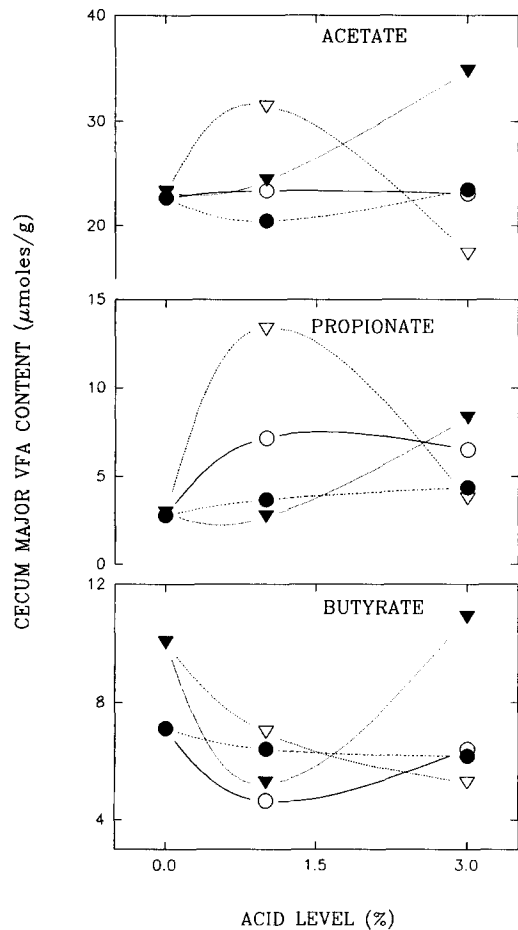 CECUM MAJOR VFA CONTENT (μmoles/g)
40
ACETATE
30
20
15
PROPIONATE
10
5
0
12
BUTYRATE
8
4
0.0 1.5 3.0
ACID LEVEL (%)